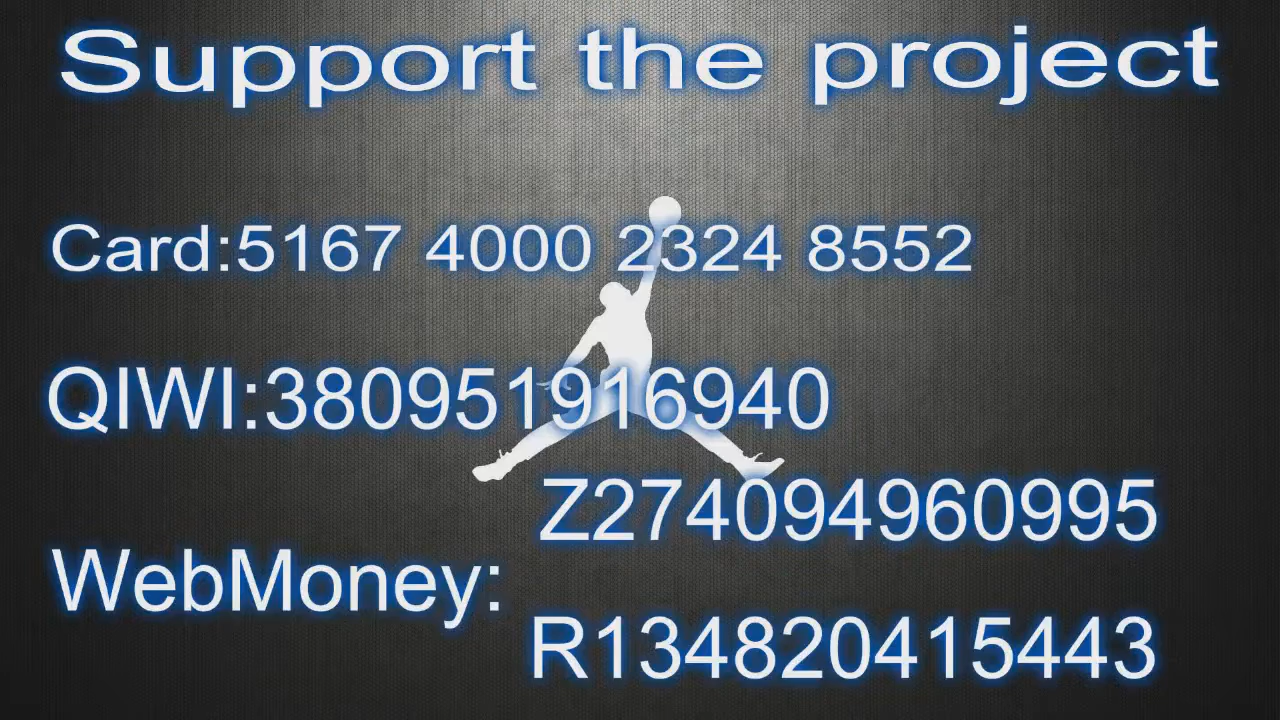 Support the project
Card:5167 4000 2324 8552
QIWI:380951916940
Z274094960995
WebMoney:
R134820415443